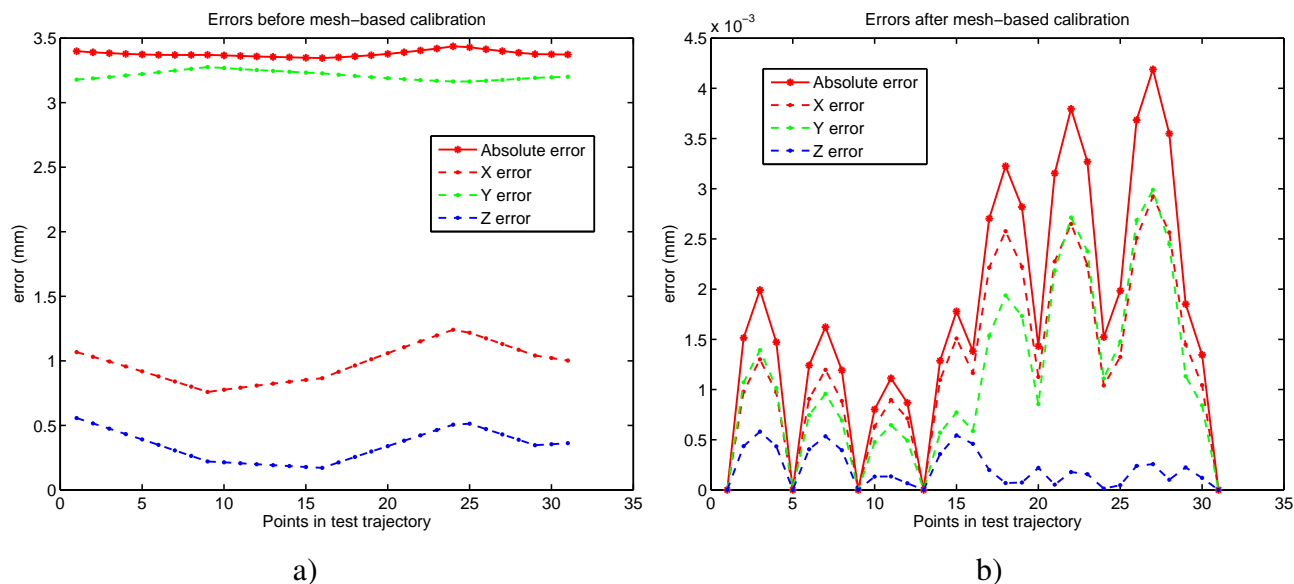 Errors before mesh−based calibration
3.5
3
2.5
2
1.5
1
0.5
0
error (mm)
Absolute error
X error
Y error
Z error
0 5 10 15 20 25 30 35
Points in test trajectory
a)
Errors after mesh−based calibration
x 10−3
4.5
4
3.5
3
2.5
2
1.5
1
0.5
0
error (mm)
Absolute error
X error
Y error
Z error
0 5 10 15 20 25 30 35
Points in test trajectory
b)